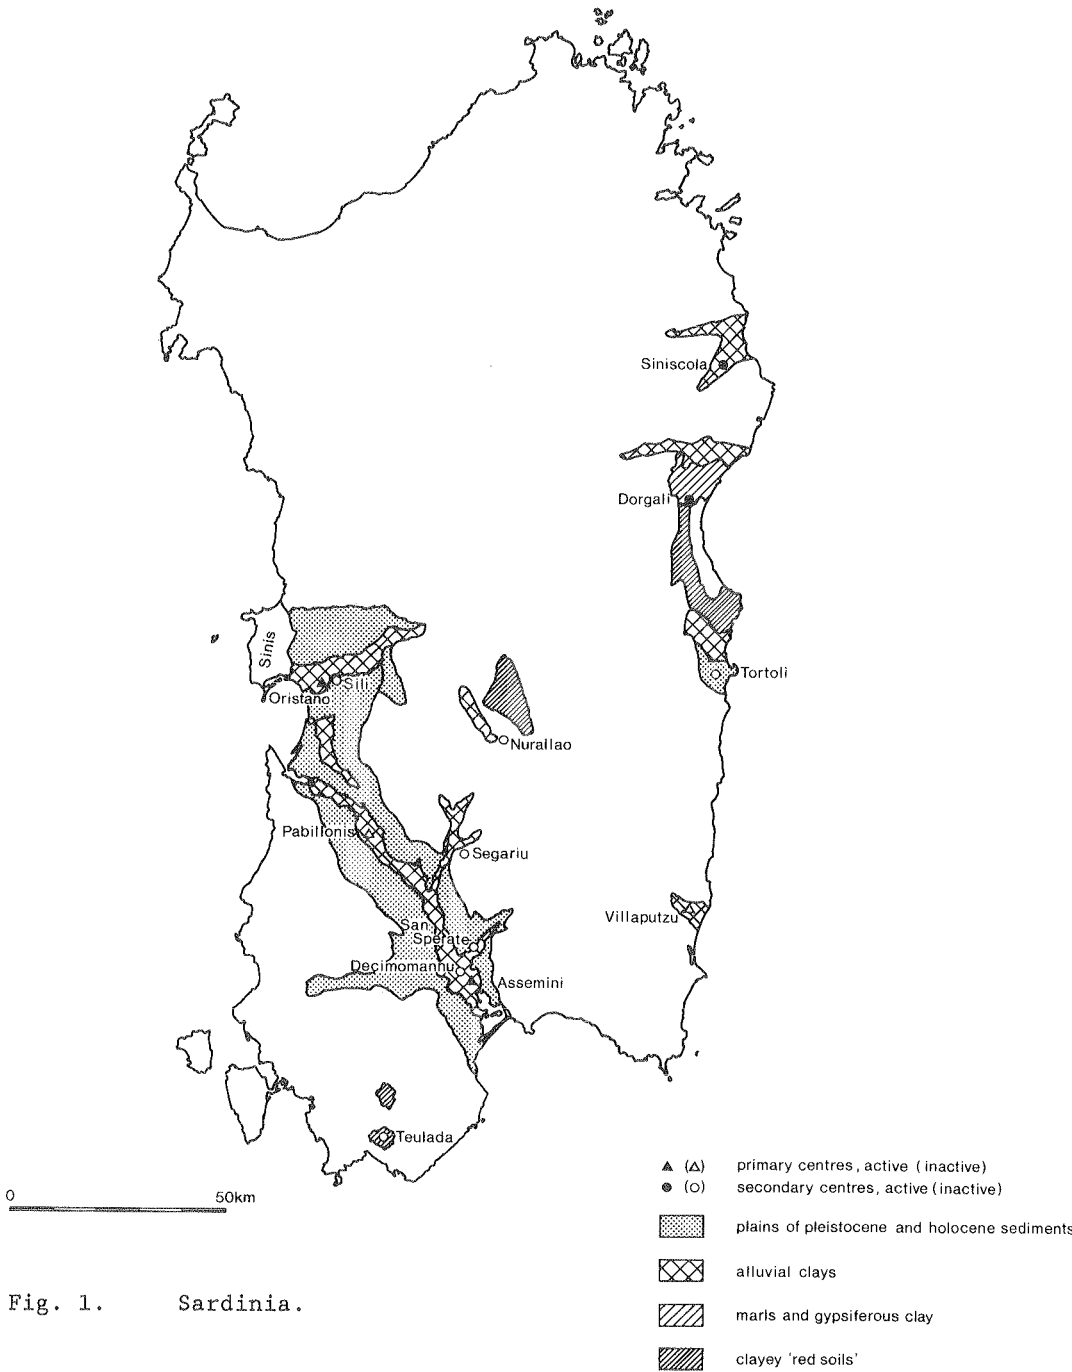 Siniscola
Dorgali
Sinis
Sili
Oristano
Tortoli
Nurallao
Pabillonis
Segariu
Villaputzu
San
Sperate
Decimomannu
Assemini
Teulada
0 50km
(△) primary centres, active (inactive)
(○) secondary centres, active (inactive)
plains of pleistocene and holocene sediments
alluvial clays
marls and gypsiferous clay
clayey 'red soils'
Fig. 1. Sardinia.